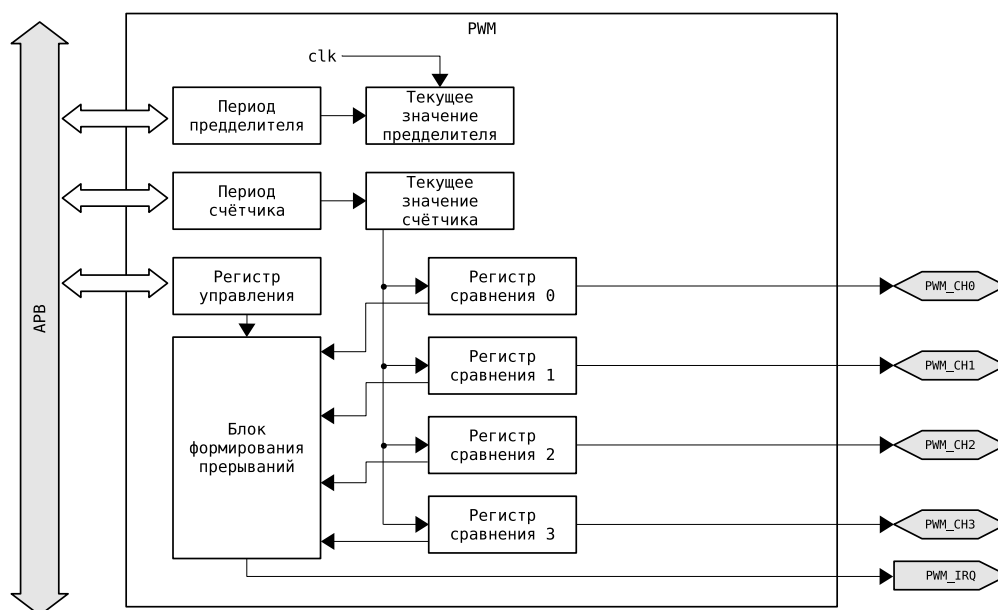 PWM
clk
Период
предделителя
Текущее
значение
предделителя
Период
счётчика
Текущее
значение
счётчика
Регистр
управления
Регистр
сравнения 0
PWM_CH0
APB
Регистр
сравнения 1
PWM_CH1
Блок
формирования
прерываний
Регистр
сравнения 2
PWM_CH2
Регистр
сравнения 3
PWM_CH3
PWM_IRQ